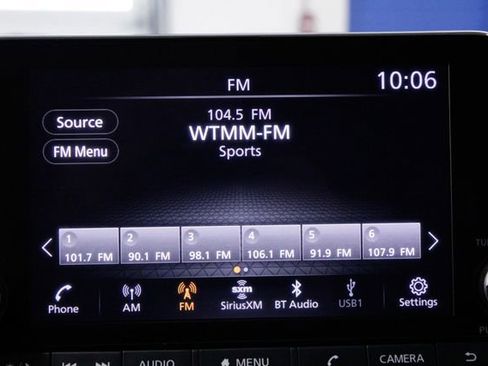 FM
10:06
104.5 FM
WTMM-FM
Sports
Source
FM Menu
1 2 3 4 5 6
101.7 FM 90.1 FM 98.1 FM 106.1 FM 91.9 FM 107.9 FM
Phone AM FM SiriusXM BT Audio USB1 Settings
sxm
AUDIO MENU CAMERA